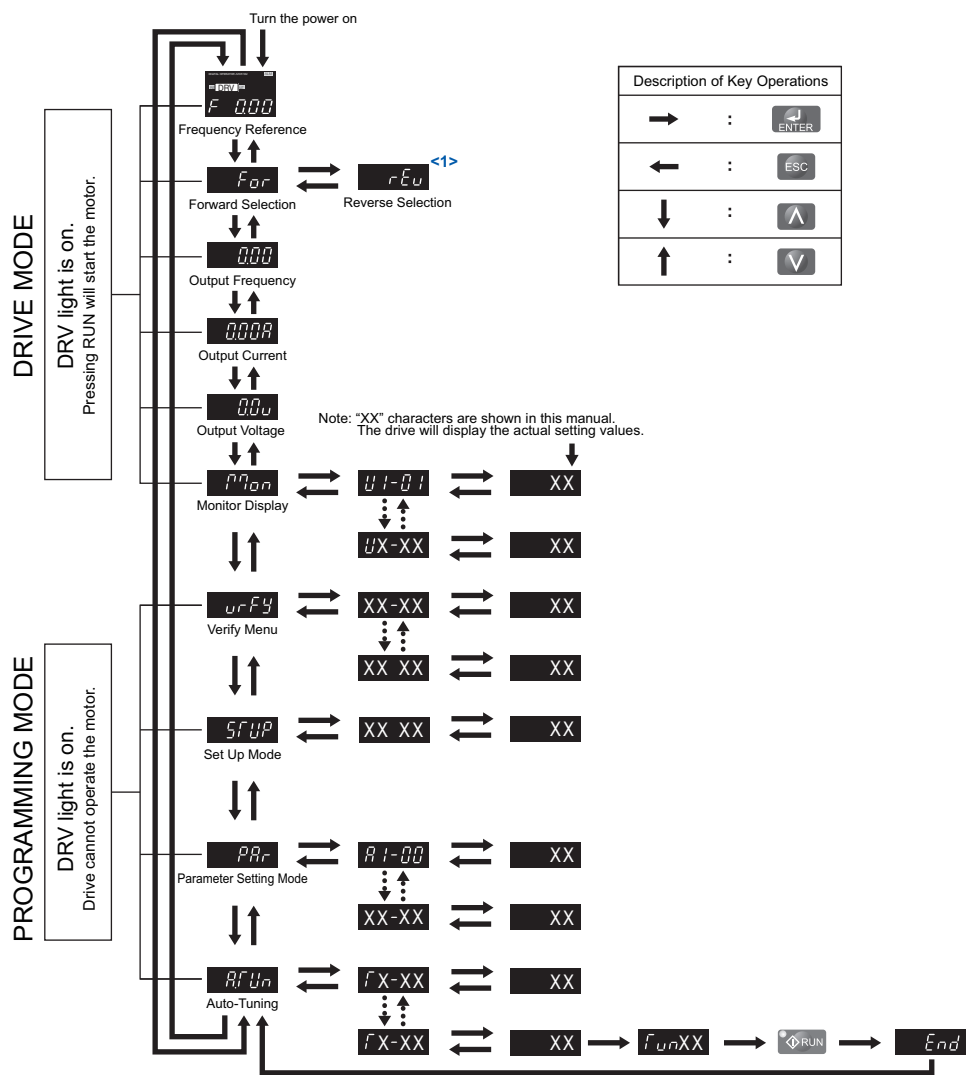 Turn the power on
DRV
F 0.00
Frequency Reference
For
Forward Selection
rEv
<1>
Reverse Selection
0.00
Output Frequency
0.00A
Output Current
0.0v
Output Voltage
Mon
Monitor Display
U1-01
XX
UX-XX
XX
Note: “XX” characters are shown in this manual.
The drive will display the actual setting values.
DRIVE MODE
DRV light is on.
Pressing RUN will start the motor.
Description of Key Operations
→ : ENTER
← : ESC
↓ : ∧
↑ : ∨
PROGRAMMING MODE
DRV light is on.
Drive cannot operate the motor.
vrFY
Verify Menu
XX-XX
XX
XX XX
XX
STUP
Set Up Mode
XX XX
XX
PAr
Parameter Setting Mode
A1-00
XX
XX-XX
XX
A.TUn
Auto-Tuning
TX-XX
XX
TX-XX
XX
TunXX
RUN
End